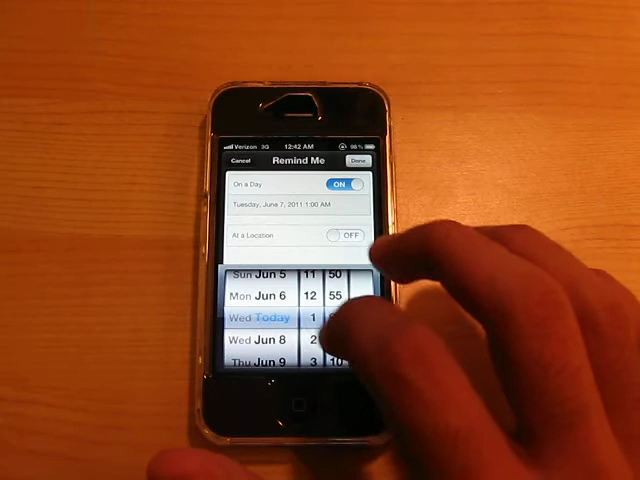 Verizon 3G 12:42 AM 98%
Cancel Remind Me Done
On a Day ON
Tuesday, June 7, 2011 1:00 AM
At a Location OFF
Sun Jun 5 11 50
Mon Jun 6 12 55
Wed Today 1
Wed Jun 8 2
Thu Jun 9 3 10